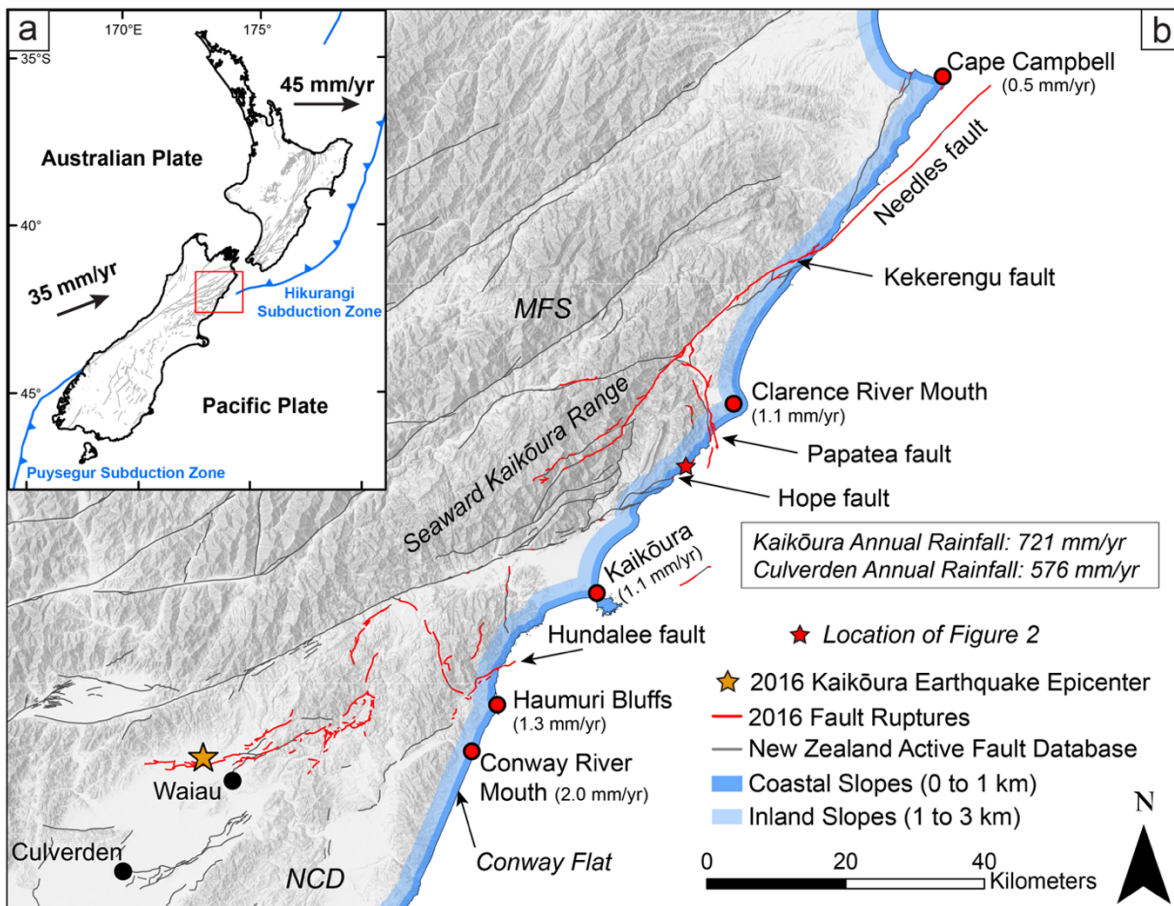 a
170°E
175°
35°S
45 mm/yr
Australian Plate
40°
35 mm/yr
Hikurangi
Subduction Zone
45°
Pacific Plate
Puysegur Subduction Zone
b
Cape Campbell
(0.5 mm/yr)
Needles fault
Kekerengu fault
MFS
Clarence River Mouth
(1.1 mm/yr)
Seaward Kaikōura Range
Papatea fault
Hope fault
Kaikōura
(1.1 mm/yr)
Kaikōura Annual Rainfall: 721 mm/yr
Culverden Annual Rainfall: 576 mm/yr
Hundalee fault
Haumuri Bluffs
(1.3 mm/yr)
Conway River
Mouth (2.0 mm/yr)
Waiau
Culverden
Conway Flat
NCD
Location of Figure 2
2016 Kaikōura Earthquake Epicenter
2016 Fault Ruptures
New Zealand Active Fault Database
Coastal Slopes (0 to 1 km)
Inland Slopes (1 to 3 km)
N
0 20 40
Kilometers